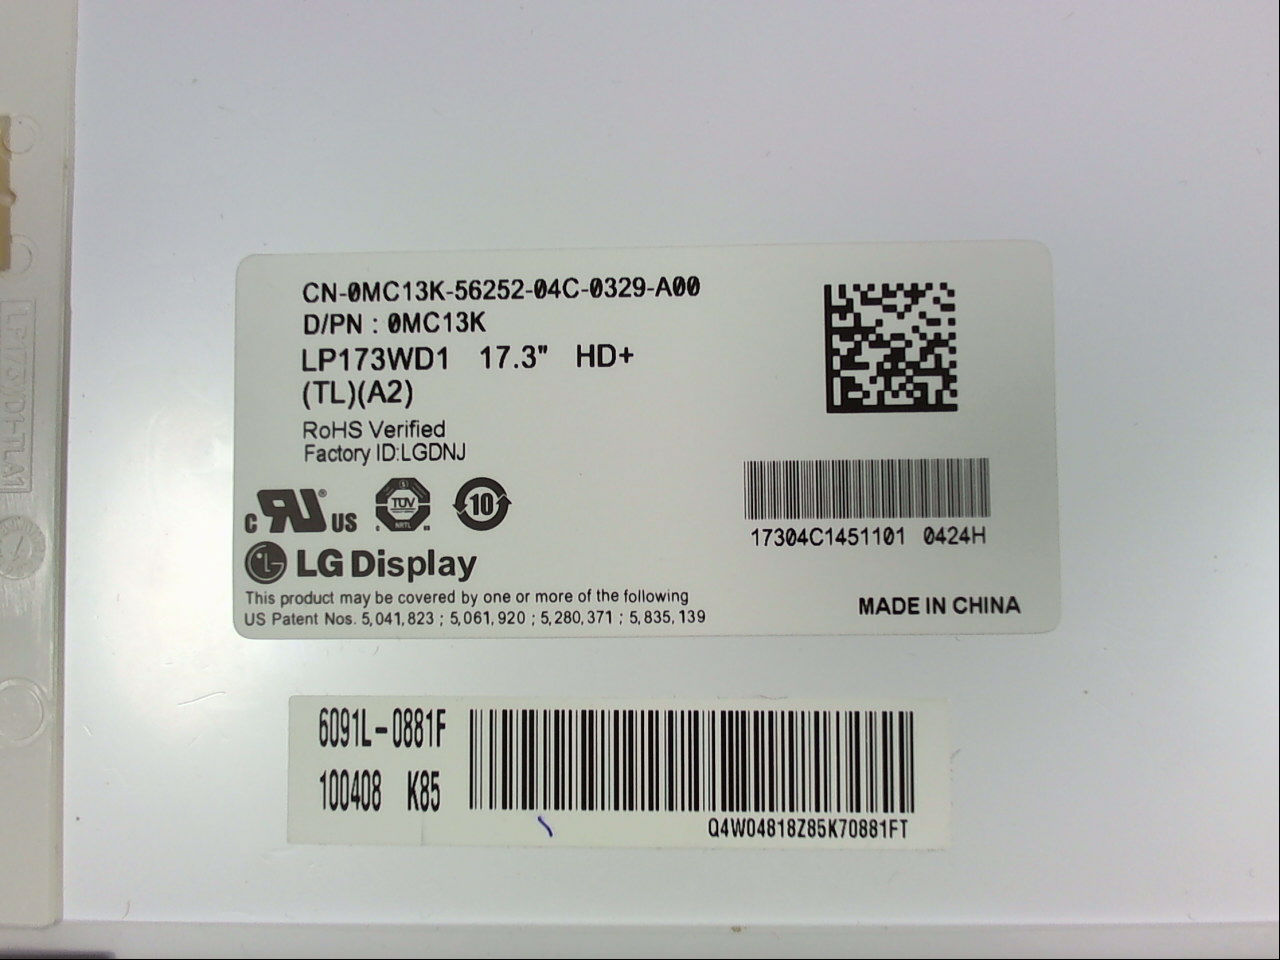 CN-0MC13K-56252-04C-0329-A00
D/PN : 0MC13K
LP173WD1 17.3" HD+
(TL)(A2)
RoHS Verified
Factory ID:LGDNJ
C RU ® US
TÜV
NRTL
10
LG Display
This product may be covered by one or more of the following
US Patent Nos. 5,041,823 ; 5,061,920 ; 5,280,371 ; 5,835,139
17304C1451101 0424H
MADE IN CHINA
6091L-0881F
100408 K85
Q4W04818Z85K70881FT